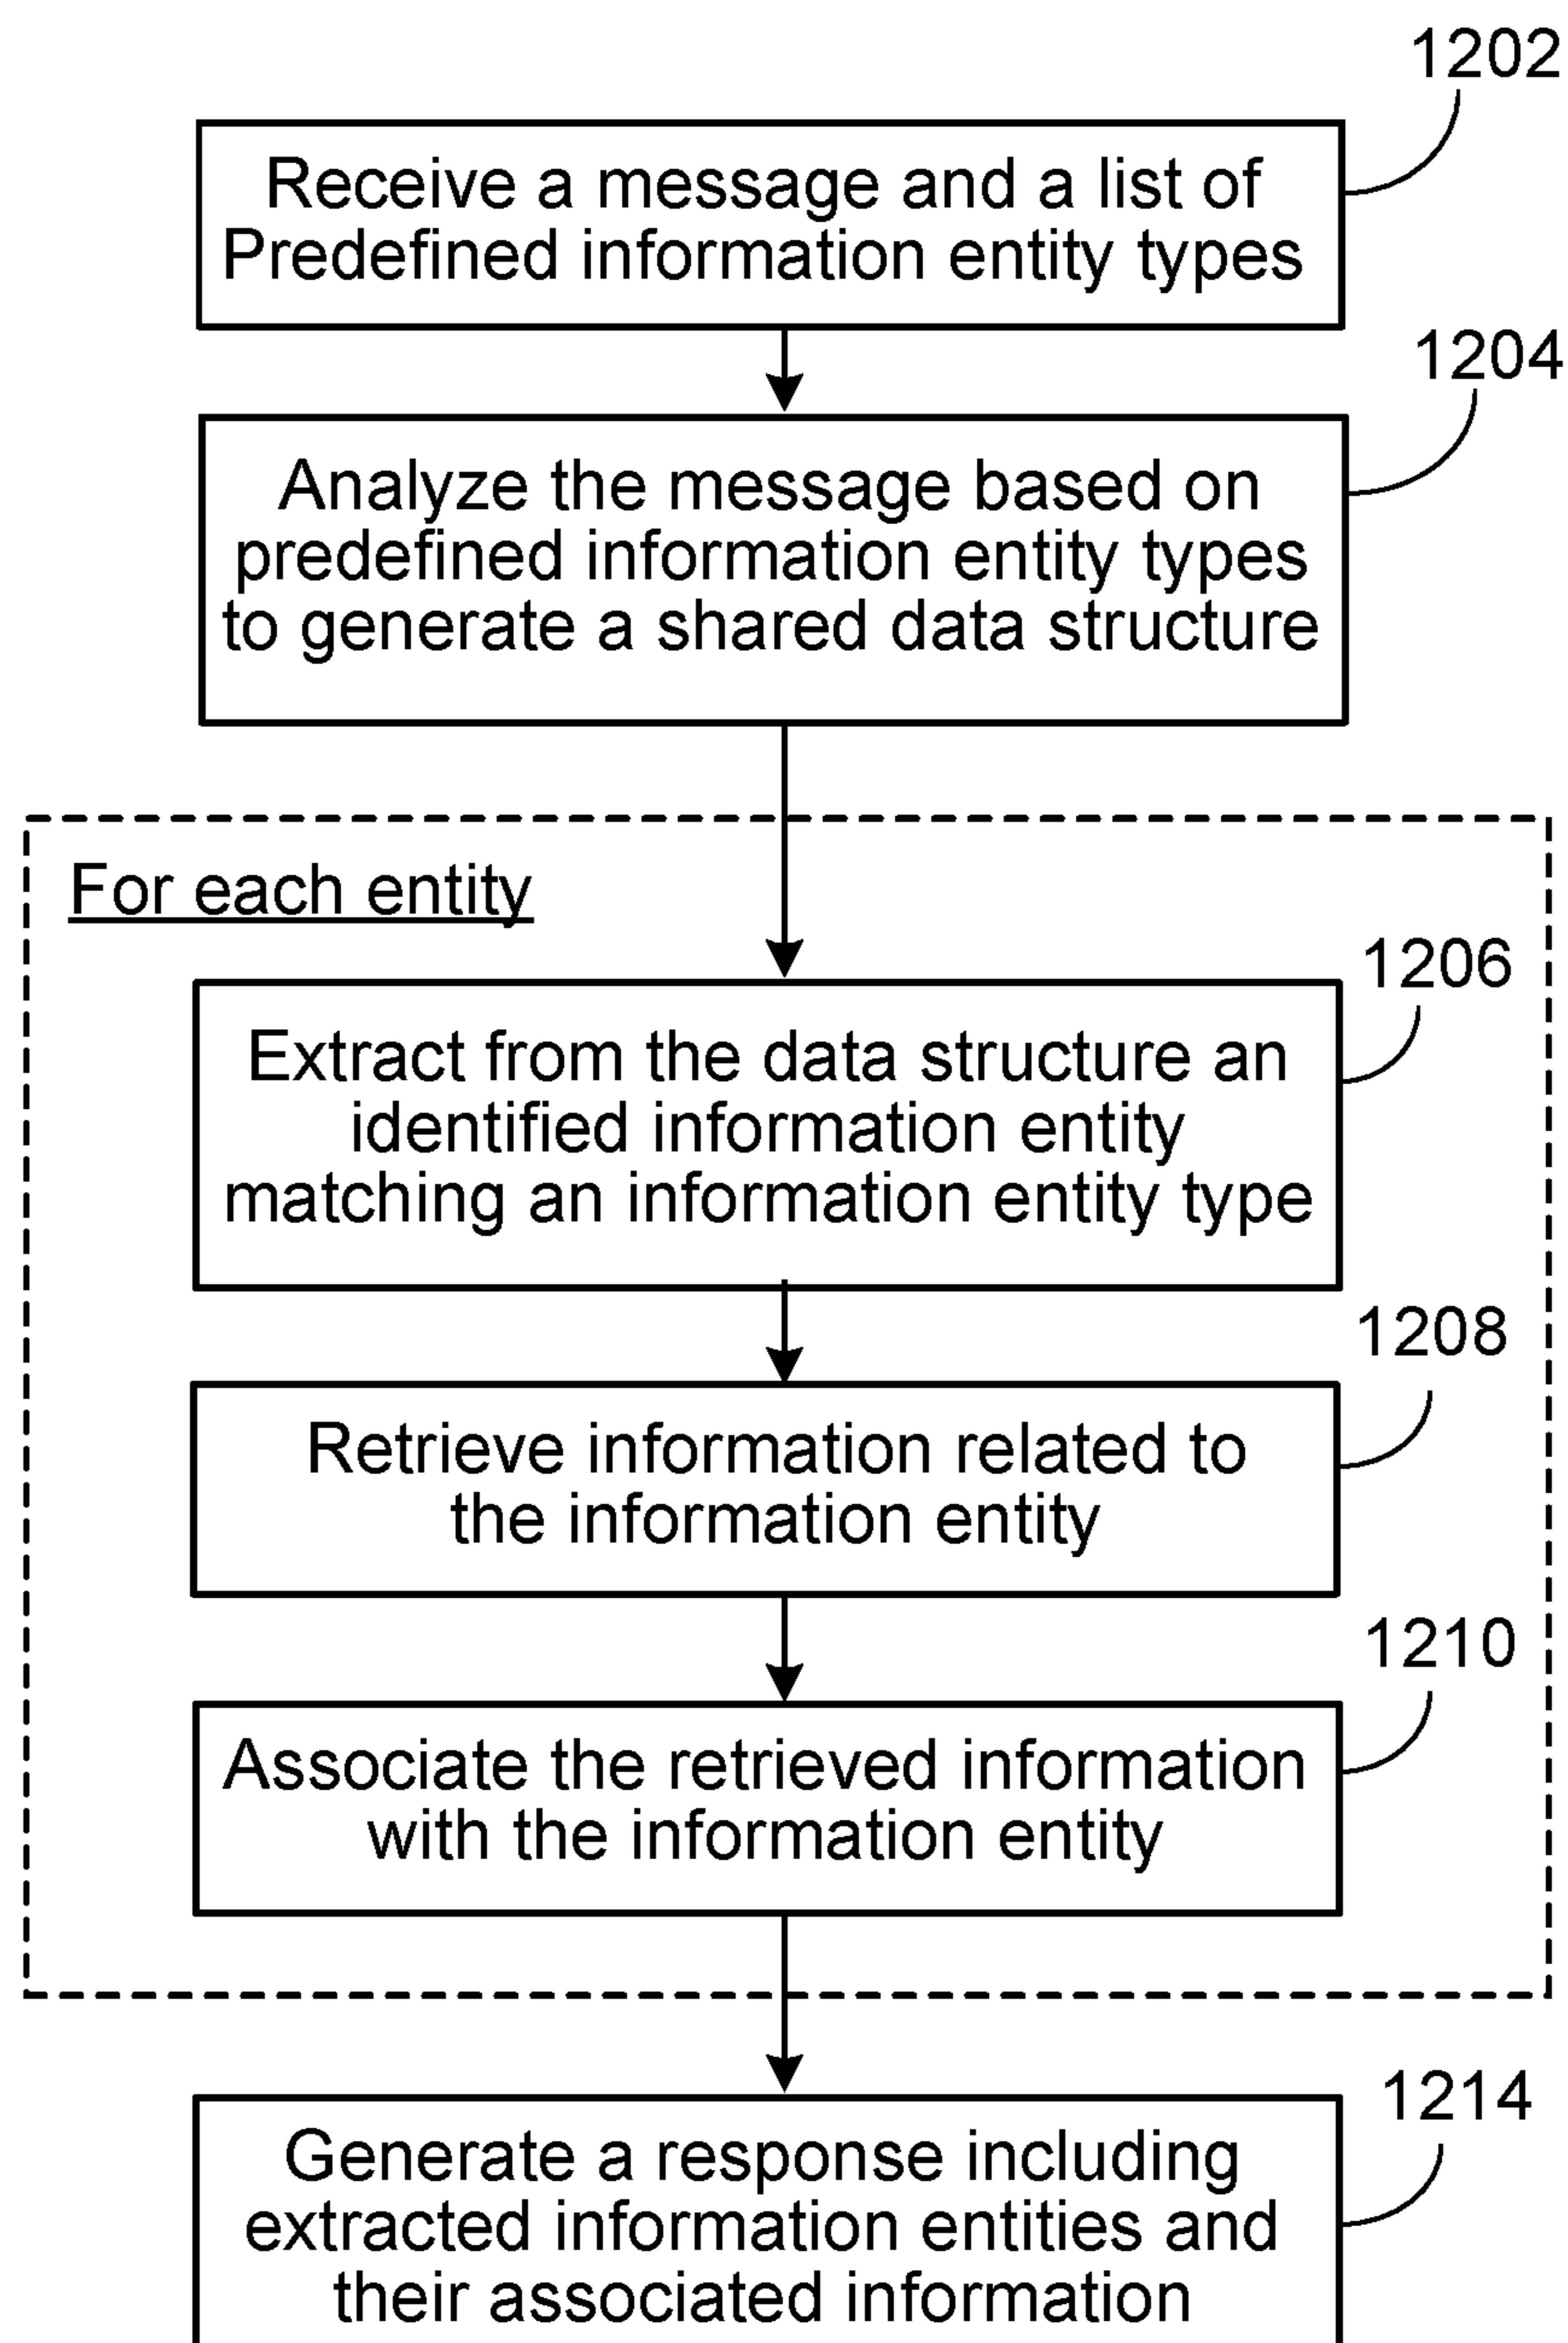 1202
Receive a message and a list of
Predefined information entity types
1204
Analyze the message based on
predefined information entity types
to generate a shared data structure
For each entity
1206
Extract from the data structure an
identified information entity
matching an information entity type
1208
Retrieve information related to
the information entity
1210
Associate the retrieved information
with the information entity
1214
Generate a response including
extracted information entities and
their associated information